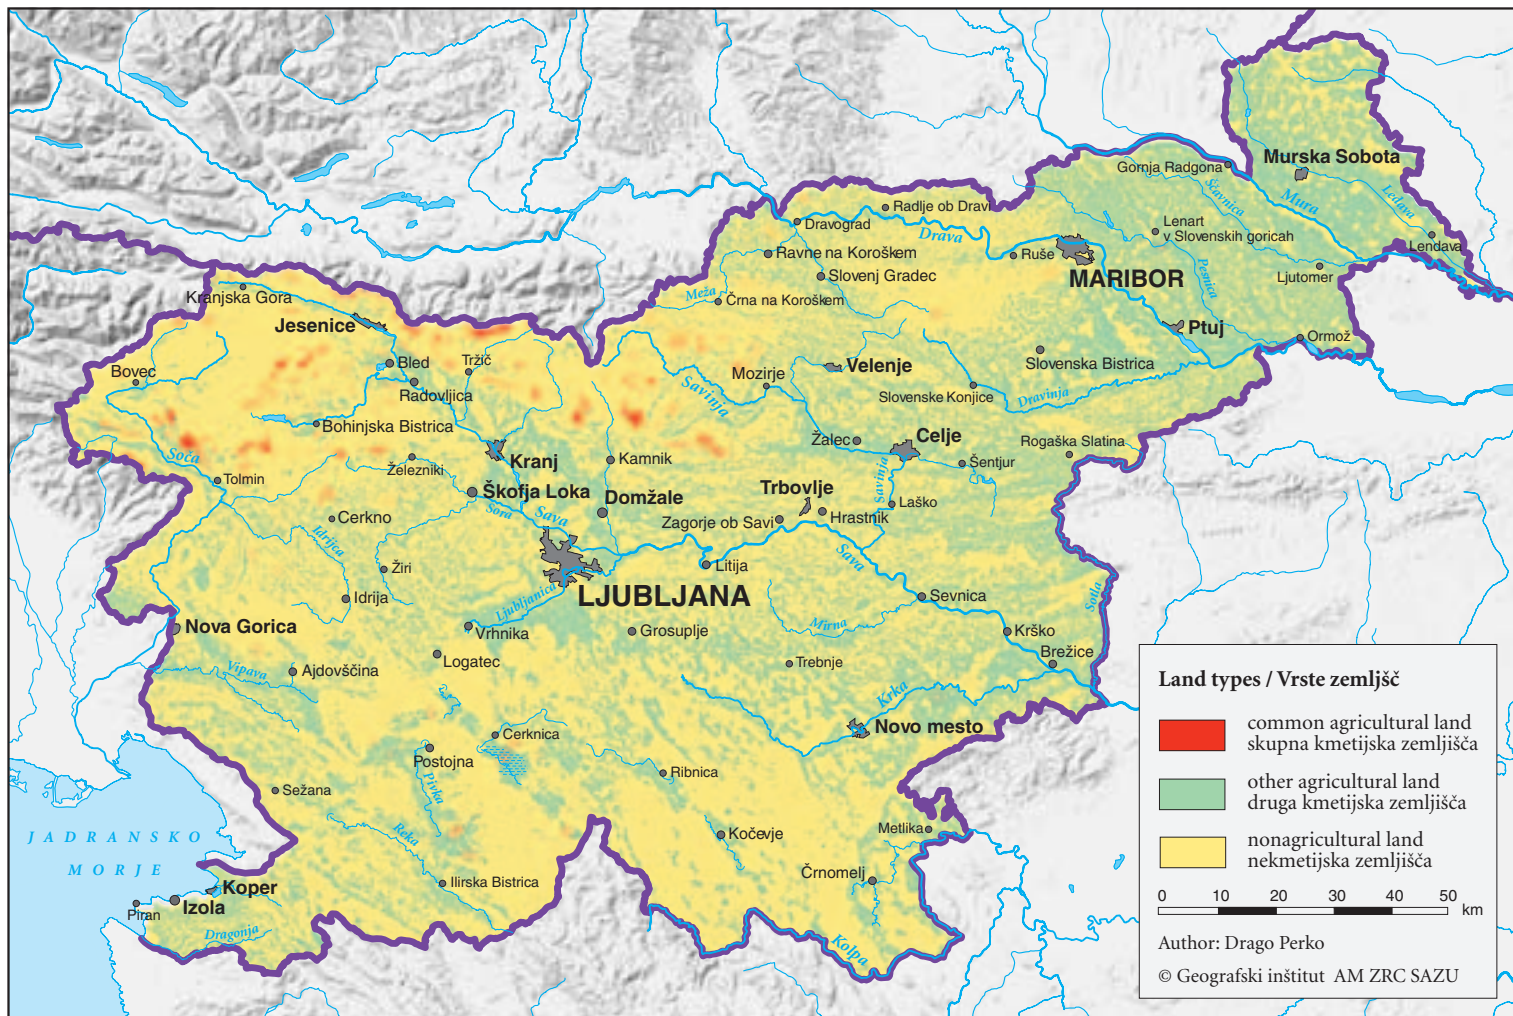 Murska Sobota
Gornja Radgona
Ščavnica
Mura
Ledava
Radlje ob Dravi
Dravograd
Drava
Lenart
v Slovenskih goricah
Lendava
Ravne na Koroškem
Ruše
MARIBOR
Ljutomer
Pesnica
Slovenj Gradec
Kranjska Gora
Meža
Črna na Koroškem
Jesenice
Ptuj
Ormož
Bled
Tržič
Velenje
Slovenska Bistrica
Bovec
Mozirje
Radovljica
Savinja
Slovenske Konjice
Dravinja
Bohinjska Bistrica
Žalec
Celje
Rogaška Slatina
Soča
Kranj
Kamnik
Železniki
Šentjur
Tolmin
Savinja
Škofja Loka
Domžale
Trbovlje
Laško
Sora
Sava
Cerkno
Zagorje ob Savi
Hrastnik
Idrijca
Sava
Žiri
Litija
LJUBLJANA
Idrija
Ljubljanica
Sevnica
Sotla
Nova Gorica
Vrhnika
Grosuplje
Mirna
Krško
Brežice
Logatec
Trebnje
Vipava
Ajdovščina
Krka
Novo mesto
Cerknica
Postojna
Ribnica
Pivka
Sežana
JADRANSKO
MORJE
Reka
Kočevje
Metlika
Črnomelj
Koper
Ilirska Bistrica
Izola
Piran
Dragonja
Kolpa
Land types / Vrste zemljšč
common agricultural land
skupna kmetijska zemljišča
other agricultural land
druga kmetijska zemljišča
nonagricultural land
nekmetijska zemljišča
0 10 20 30 40 50 km
Author: Drago Perko
© Geografski inštitut AM ZRC SAZU